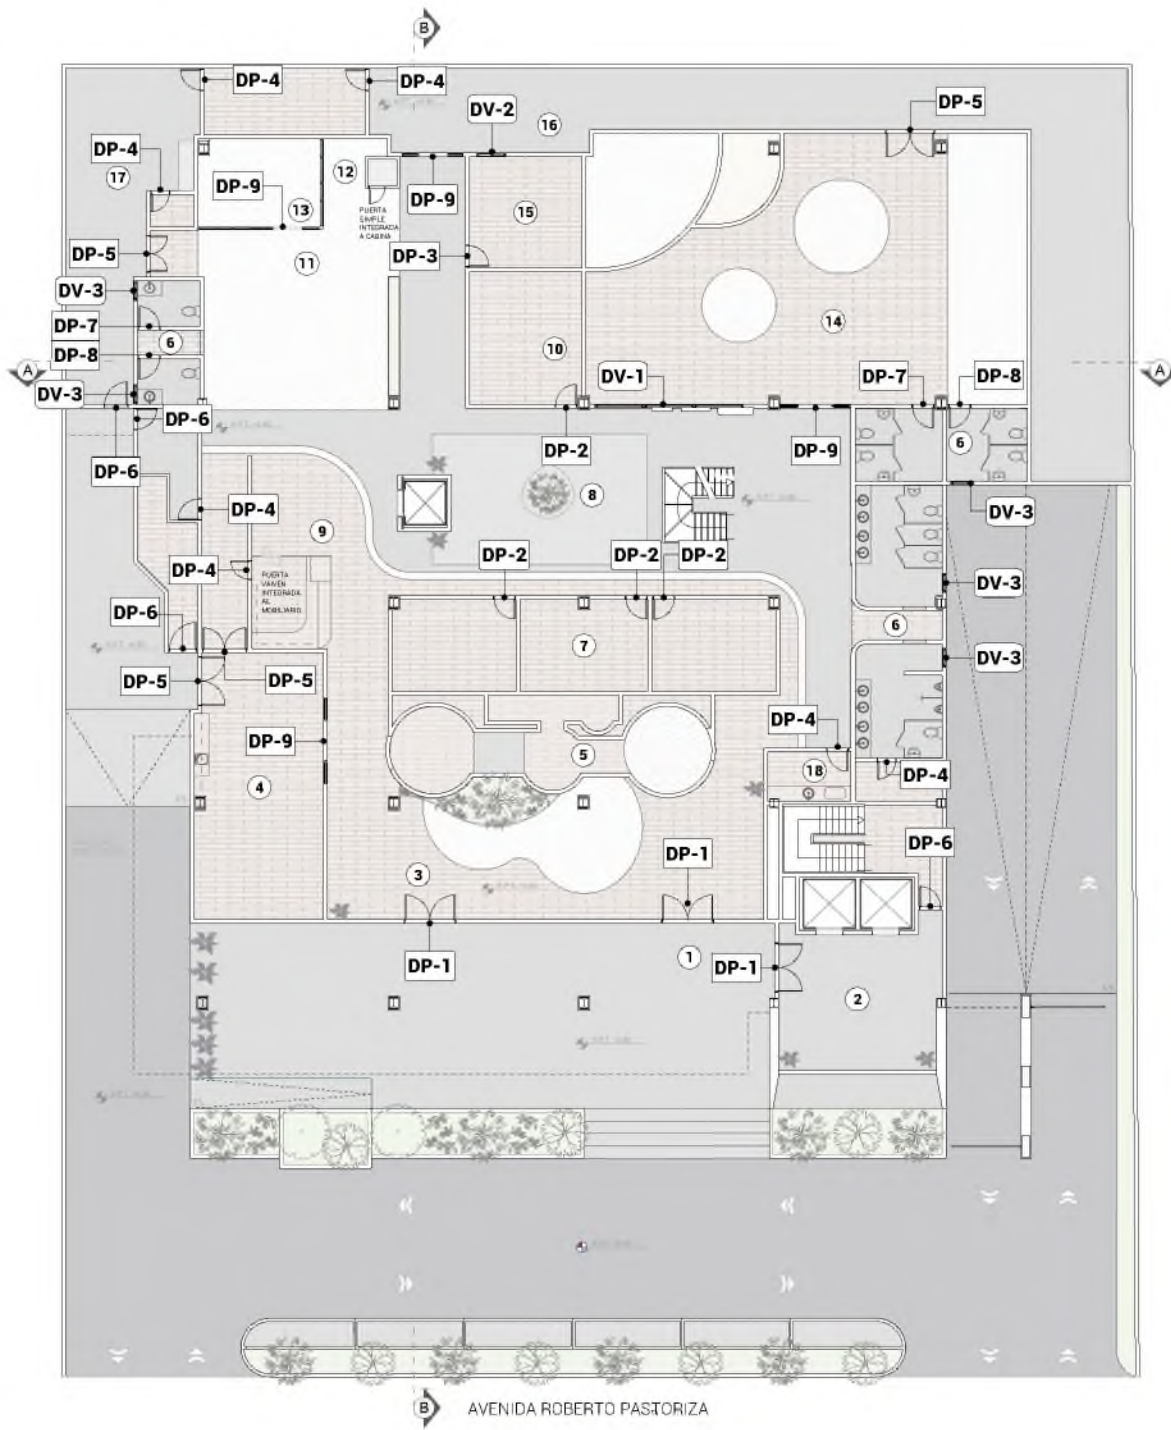 B
DP-4
DP-4
DV-2
16
DP-5
DP-4
17
12
DP-9
DP-9
PUERTA
SIMPLE
INTEGRADA
A CABINA
13
15
DP-5
11
DP-3
DV-3
14
DP-7
6
10
DP-8
A
DV-1
DP-7
DP-8
A
DV-3
DP-6
DP-2
DP-9
6
DP-6
8
DP-4
9
DV-3
DP-2
DP-2
DP-2
DP-4
PUERTA
VAIVÉN
INTEGRADA
AL
MOBILIARIO
DV-3
DP-6
6
7
DV-3
DP-5
DP-5
DP-4
DP-9
5
18
DP-4
4
DP-6
DP-1
3
1
DP-1
DP-1
2
B
AVENIDA ROBERTO PASTORIZA